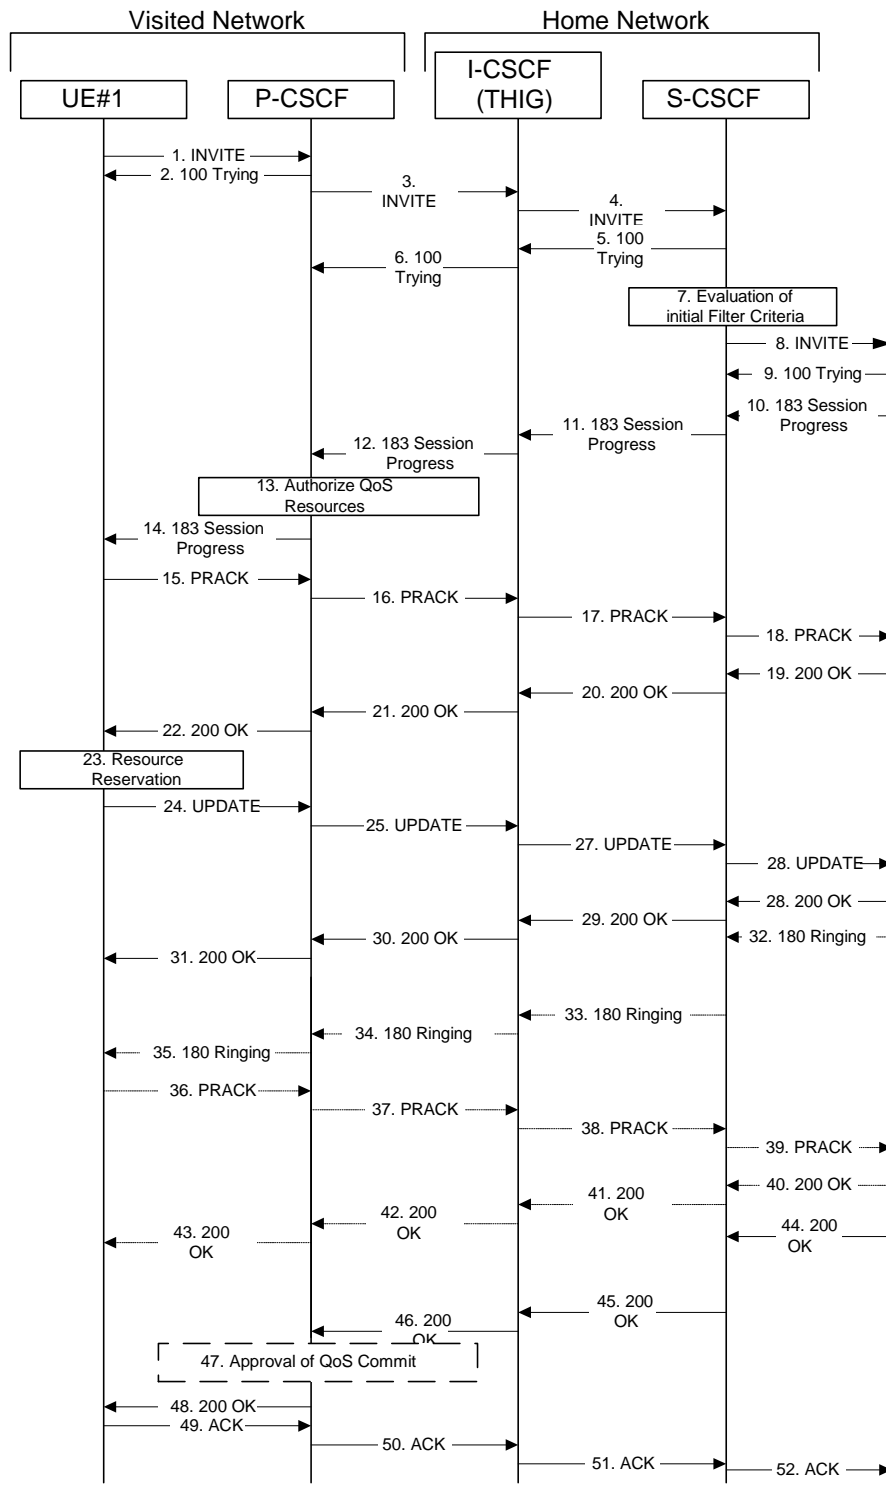 Visited Network
Home Network
UE#1
P-CSCF
I-CSCF
(THIG)
S-CSCF
1. INVITE
2. 100 Trying
3.
INVITE
4.
INVITE
5. 100
Trying
6. 100
Trying
7. Evaluation of
initial Filter Criteria
8. INVITE
9. 100 Trying
10. 183 Session
Progress
11. 183 Session
Progress
12. 183 Session
Progress
13. Authorize QoS
Resources
14. 183 Session
Progress
15. PRACK
16. PRACK
17. PRACK
18. PRACK
19. 200 OK
20. 200 OK
21. 200 OK
22. 200 OK
23. Resource
Reservation
24. UPDATE
25. UPDATE
27. UPDATE
28. UPDATE
28. 200 OK
29. 200 OK
30. 200 OK
32. 180 Ringing
31. 200 OK
33. 180 Ringing
34. 180 Ringing
35. 180 Ringing
36. PRACK
37. PRACK
38. PRACK
39. PRACK
40. 200 OK
41. 200
OK
42. 200
OK
43. 200
OK
44. 200
OK
45. 200
OK
46. 200
OK
47. Approval of QoS Commit
48. 200 OK
49. ACK
50. ACK
51. ACK
52. ACK